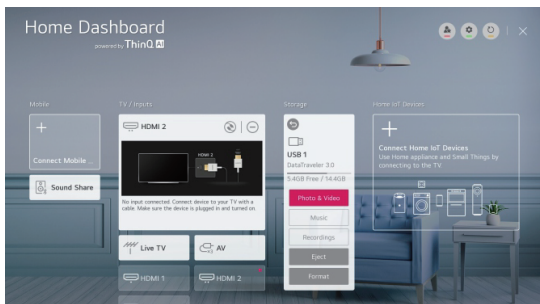 Home Dashboard
powered by ThinQ AI
Mobile
TV / Inputs
Storage
Home IoT Devices
Connect Mobile ...
Sound Share
HDMI 2
HDMI 2
No input connected. Connect device to your TV with a
cable. Make sure the device is plugged in and turned on.
Live TV
AV
HDMI 1
HDMI 2
USB 1
DataTraveler 3.0
5.4GB Free / 14.4GB
Photo & Video
Music
Recordings
Eject
Format
Connect Home IoT Devices
Use Home appliance and Small Things by
connecting to the TV.